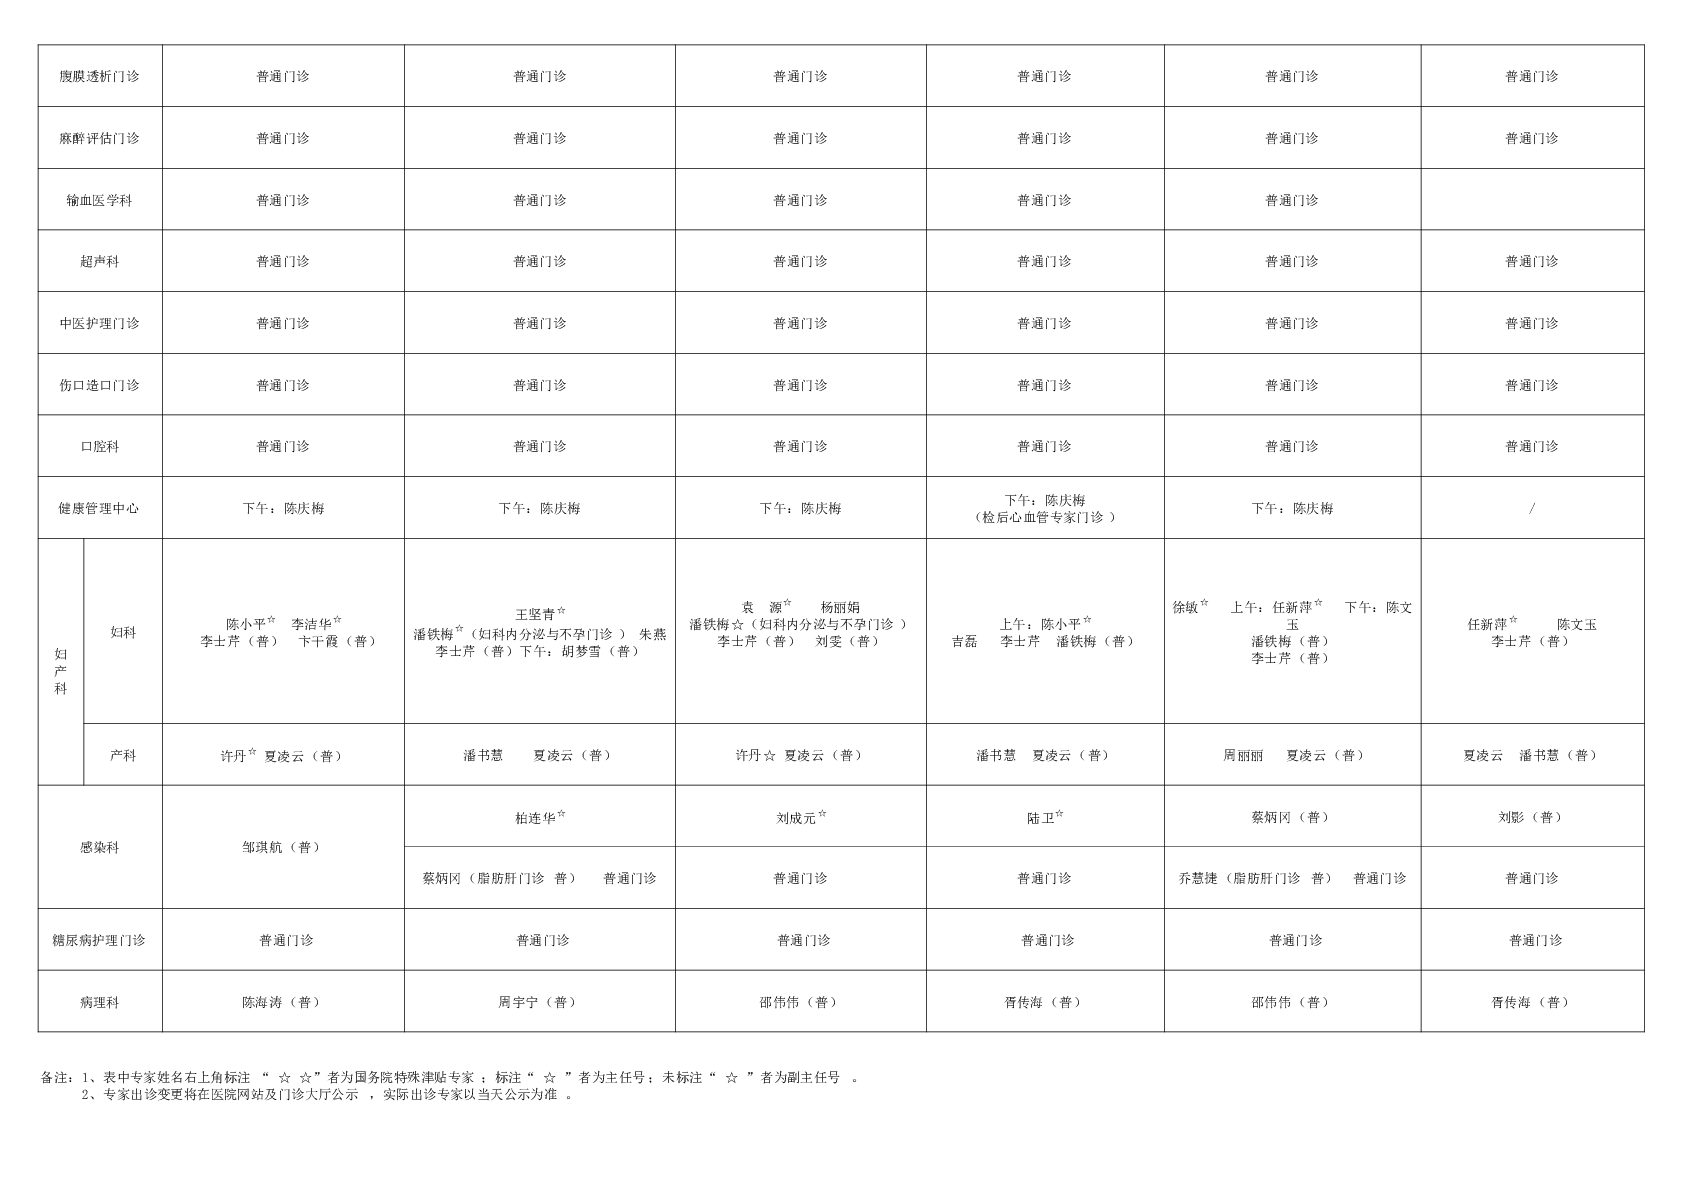 腹膜透析门诊 普通门诊 普通门诊 普通门诊 普通门诊 普通门诊 普通门诊
麻醉评估门诊 普通门诊 普通门诊 普通门诊 普通门诊 普通门诊 普通门诊
输血医学科 普通门诊 普通门诊 普通门诊 普通门诊 普通门诊
超声科 普通门诊 普通门诊 普通门诊 普通门诊 普通门诊 普通门诊
中医护理门诊 普通门诊 普通门诊 普通门诊 普通门诊 普通门诊 普通门诊
伤口造口门诊 普通门诊 普通门诊 普通门诊 普通门诊 普通门诊 普通门诊
口腔科 普通门诊 普通门诊 普通门诊 普通门诊 普通门诊 普通门诊
健康管理中心 下午：陈庆梅 下午：陈庆梅 下午：陈庆梅 下午：陈庆梅
（检后心血管专家门诊） 下午：陈庆梅 /
妇
产
科
妇科
陈小平☆ 李洁华☆
李士芹（普） 卞干霞（普）
王坚青☆
潘铁梅☆（妇科内分泌与不孕门诊） 朱燕
李士芹（普）下午：胡梦雪（普）
袁 源☆ 杨丽娟
潘铁梅☆（妇科内分泌与不孕门诊）
李士芹（普） 刘雯（普）
上午：陈小平☆
吉磊 李士芹 潘铁梅（普）
徐敏☆ 上午：任新萍☆ 下午：陈文
玉
潘铁梅（普）
李士芹（普）
任新萍☆ 陈文玉
李士芹（普）
产科 许丹☆ 夏凌云（普） 潘书慧 夏凌云（普） 许丹☆ 夏凌云（普） 潘书慧 夏凌云（普） 周丽丽 夏凌云（普） 夏凌云 潘书慧（普）
感染科 邹琪航（普）
柏连华☆ 刘成元☆ 陆卫☆ 蔡炳冈（普） 刘影（普）
蔡炳冈（脂肪肝门诊 普） 普通门诊 普通门诊 普通门诊 乔慧捷（脂肪肝门诊 普） 普通门诊 普通门诊
糖尿病护理门诊 普通门诊 普通门诊 普通门诊 普通门诊 普通门诊 普通门诊
病理科 陈海涛（普） 周宇宁（普） 邵伟伟（普） 胥传海（普） 邵伟伟（普） 胥传海（普）
备注：1、表中专家姓名右上角标注 “ ☆ ☆”者为国务院特殊津贴专家；标注“ ☆ ”者为主任号；未标注“ ☆ ”者为副主任号 。
2、专家出诊变更将在医院网站及门诊大厅公示 ，实际出诊专家以当天公示为准 。